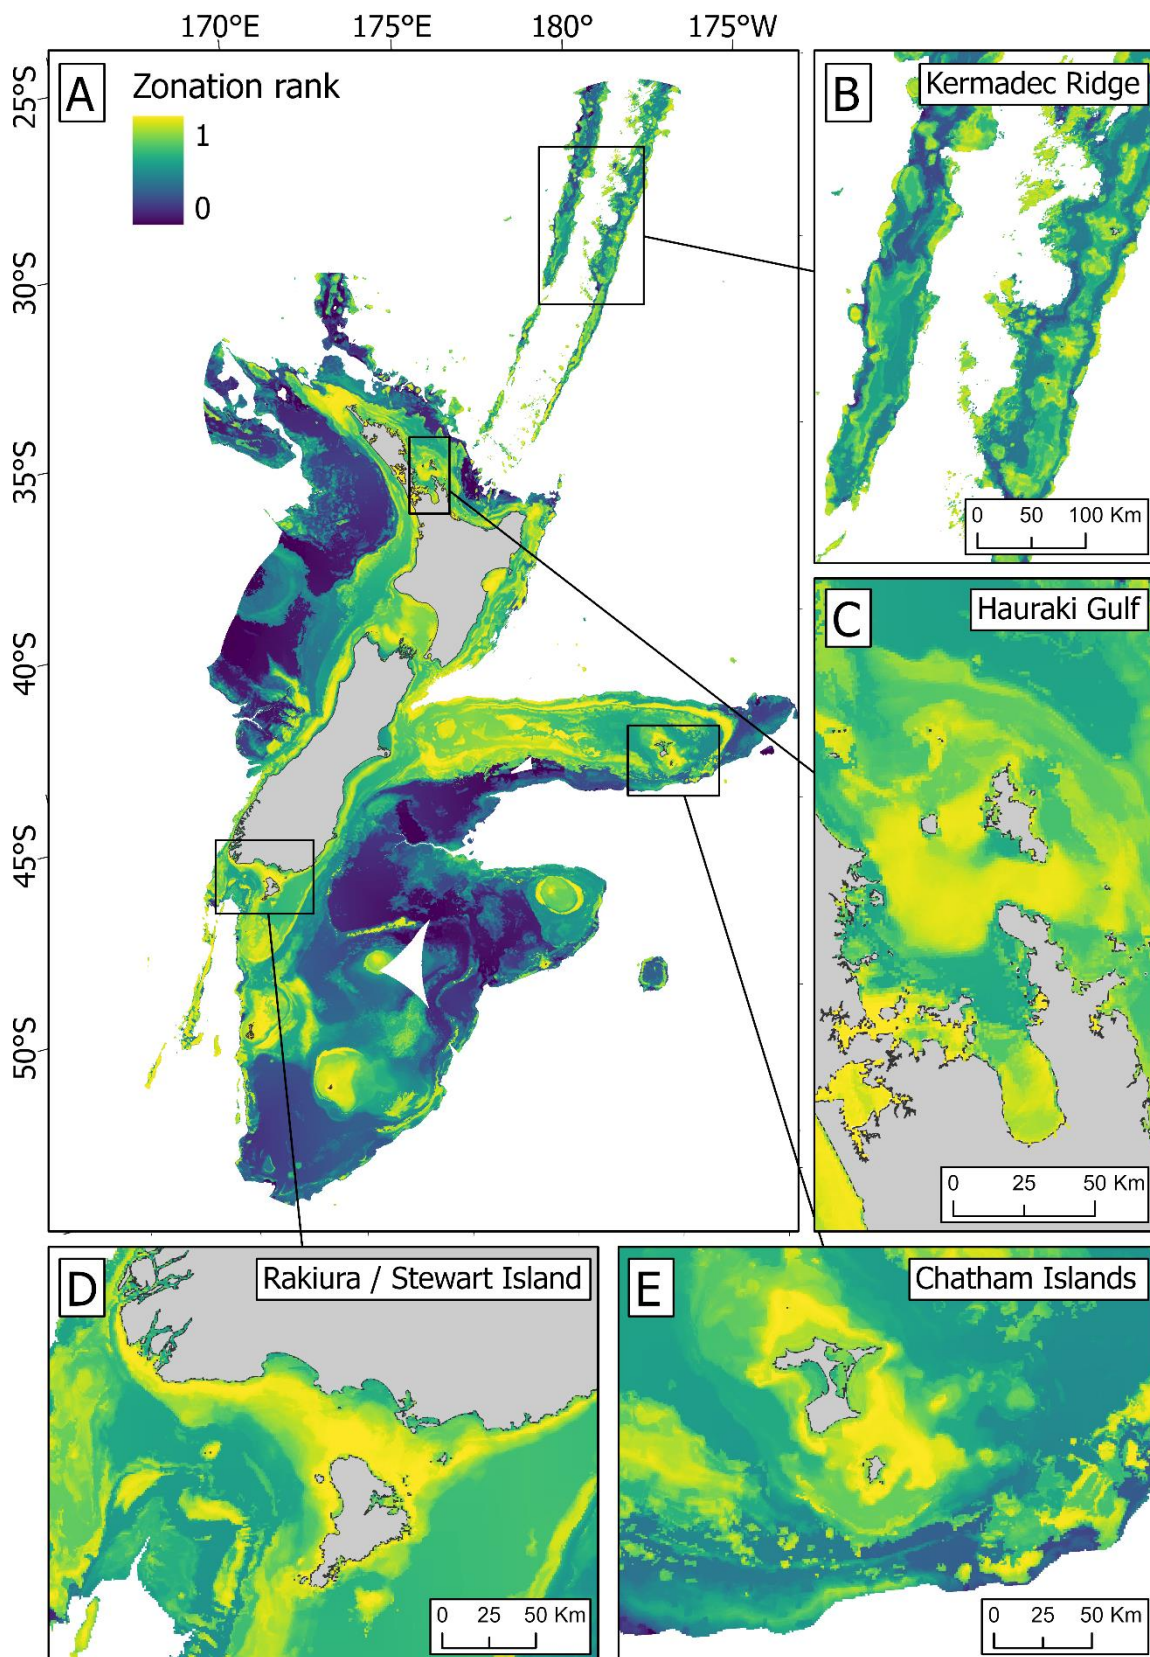 170°E 175°E 180° 175°W
25°S
30°S
35°S
40°S
45°S
50°S
A
Zonation rank
1
0
B
Kermadec Ridge
0 50 100 Km
C
Hauraki Gulf
0 25 50 Km
D
Rakiura / Stewart Island
0 25 50 Km
E
Chatham Islands
0 25 50 Km